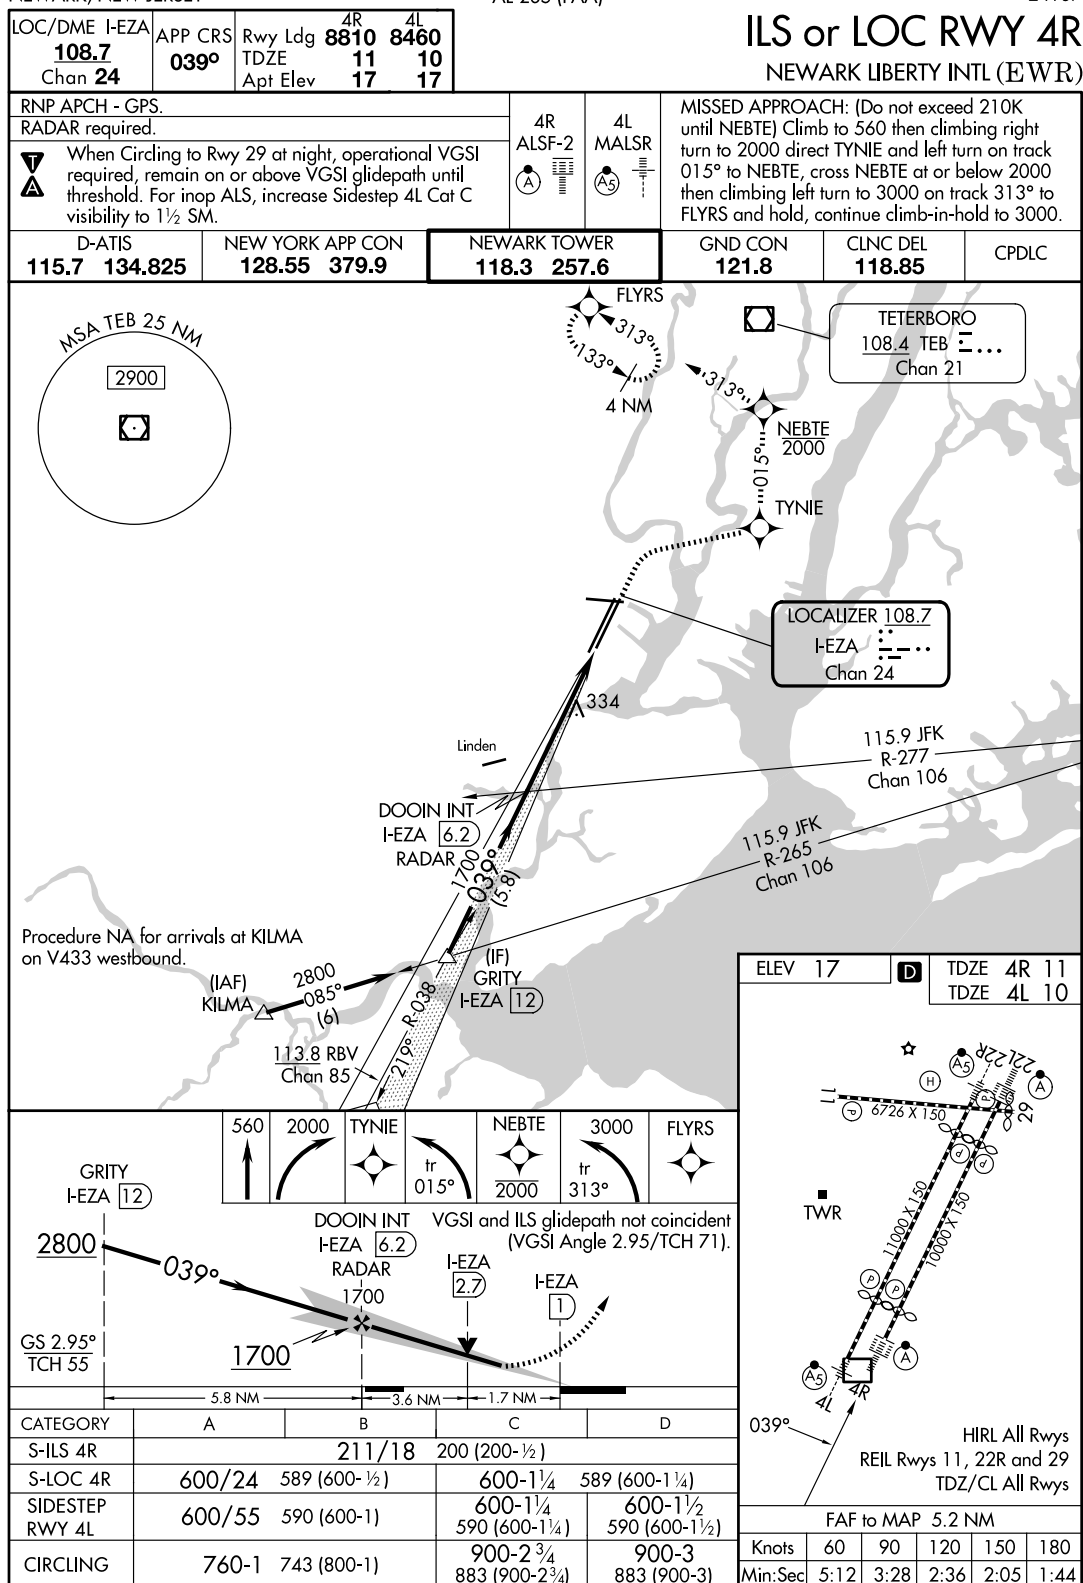 LOC/DME I-EZA
108.7
Chan 24
APP CRS
039°
4R 4L
Rwy Ldg 8810 8460
TDZE 11 10
Apt Elev 17 17
ILS or LOC RWY 4R
NEWARK LIBERTY INTL (EWR)
RNP APCH - GPS.
RADAR required.
T
A
When Circling to Rwy 29 at night, operational VGSI
required, remain on or above VGSI glidepath until
threshold. For inop ALS, increase Sidestep 4L Cat C
visibility to 1½ SM.
4R
ALSF-2
A
4L
MALSR
A5
MISSED APPROACH: (Do not exceed 210K
until NEBTE) Climb to 560 then climbing right
turn to 2000 direct TYNIE and left turn on track
015° to NEBTE, cross NEBTE at or below 2000
then climbing left turn to 3000 on track 313° to
FLYRS and hold, continue climb-in-hold to 3000.
D-ATIS
115.7 134.825
NEW YORK APP CON
128.55 379.9
NEWARK TOWER
118.3 257.6
GND CON
121.8
CLNC DEL
118.85
CPDLC
MSA TEB 25 NM
2900
FLYRS
313°
133°
4 NM
313°
TETERBORO
108.4 TEB
Chan 21
NEBTE
2000
015°
TYNIE
LOCALIZER 108.7
I-EZA
Chan 24
334
Linden
115.9 JFK
R-277
Chan 106
DOOIN INT
I-EZA 6.2
RADAR
1700
039°
(5.8)
115.9 JFK
R-265
Chan 106
Procedure NA for arrivals at KILMA
on V433 westbound.
(IAF)
KILMA
2800
085°
(6)
(IF)
GRITY
I-EZA 12
R-038
219°
113.8 RBV
Chan 85
ELEV 17
D
TDZE 4R 11
TDZE 4L 10
H
A5
22R
22L
A
11
P
6726 X 150
P
29
P
P
TWR
11000 X 150
10000 X 150
P
P
A5
A
4L
4R
039°
HIRL All Rwys
REIL Rwys 11, 22R and 29
TDZ/CL All Rwys
FAF to MAP 5.2 NM
Knots 60 90 120 150 180
Min:Sec 5:12 3:28 2:36 2:05 1:44
560
2000
TYNIE
tr
015°
NEBTE
2000
3000
tr
313°
FLYRS
GRITY
I-EZA 12
2800
039°
DOOIN INT
I-EZA 6.2
RADAR
1700
VGSI and ILS glidepath not coincident
(VGSI Angle 2.95/TCH 71).
I-EZA
2.7
I-EZA
1
GS 2.95°
TCH 55
1700
5.8 NM
3.6 NM
1.7 NM
CATEGORY A B C D
S-ILS 4R 211/18 200 (200-½)
S-LOC 4R 600/24 589 (600-½) 600-1¼ 589 (600-1¼)
SIDESTEP
RWY 4L
600/55 590 (600-1)
600-1¼
590 (600-1¼)
600-1½
590 (600-1½)
CIRCLING
760-1 743 (800-1)
900-2¾
883 (900-2¾)
900-3
883 (900-3)